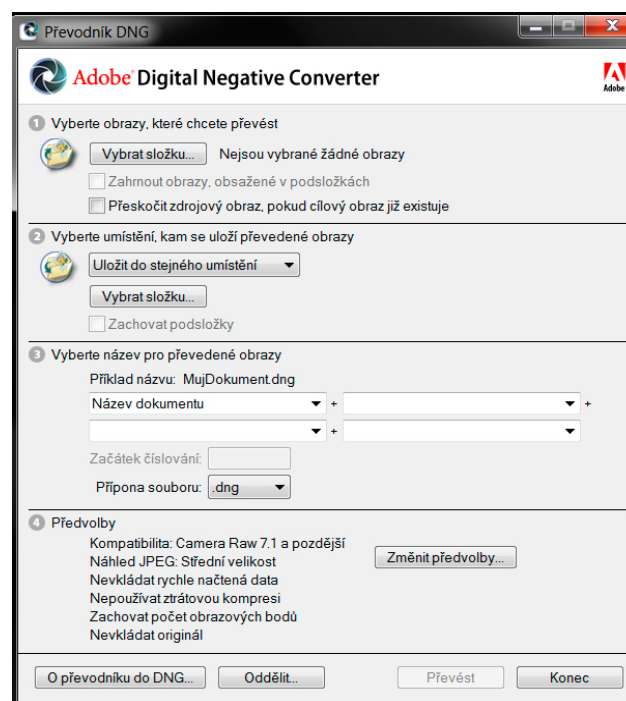 Převodník DNG
Adobe Digital Negative Converter
Adobe
1 Vyberte obrazy, které chcete převést
Vybrat složku... Nejsou vybrané žádné obrazy
Zahrnout obrazy, obsažené v podsložkách
Přeskočit zdrojový obraz, pokud cílový obraz již existuje
2 Vyberte umístění, kam se uloží převedené obrazy
Uložit do stejného umístění
Vybrat složku...
Zachovat podsložky
3 Vyberte název pro převedené obrazy
Příklad názvu: MujDokument.dng
Název dokumentu + +
+
Začátek číslování:
Přípona souboru: .dng
4 Předvolby
Kompatibilita: Camera Raw 7.1 a pozdější
Změnit předvolby...
Náhled JPEG: Střední velikost
Nevkládat rychle načtená data
Nepoužívat ztrátovou kompresi
Zachovat počet obrazových bodů
Nevkládat originál
O převodníku do DNG... Oddělit... Převést Konec